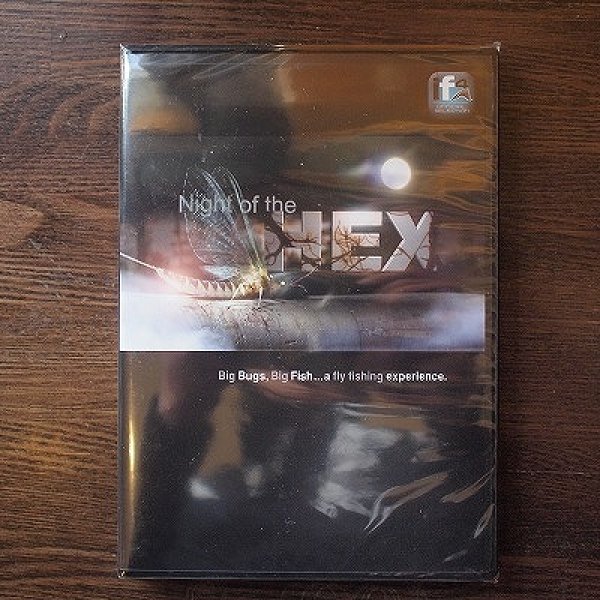 Night of the
HEX
Big Bugs, Big Fish...a fly fishing experience.